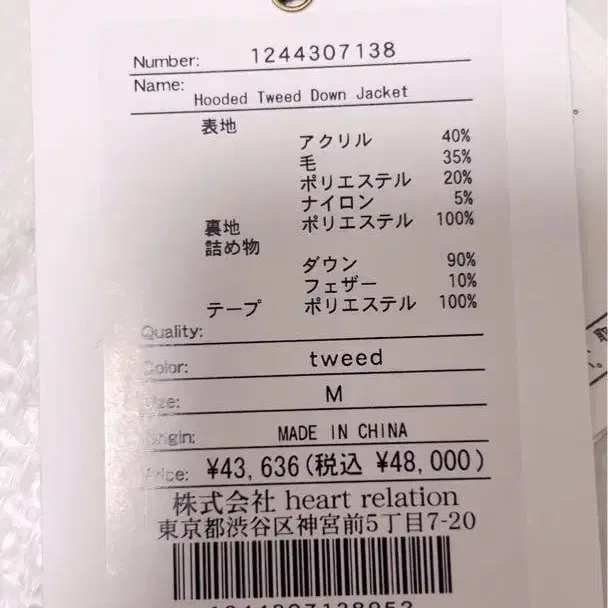 Number: 1244307138
Name: Hooded Tweed Down Jacket
表地
アクリル 40%
毛 35%
ポリエステル 20%
ナイロン 5%
裏地 ポリエステル 100%
詰め物
ダウン 90%
フェザー 10%
テープ ポリエステル 100%
Quality:
Color: tweed
Size: M
Origin: MADE IN CHINA
Price: ¥43,636(税込 ¥48,000)
株式会社 heart relation
東京都渋谷区神宮前5丁目7-20